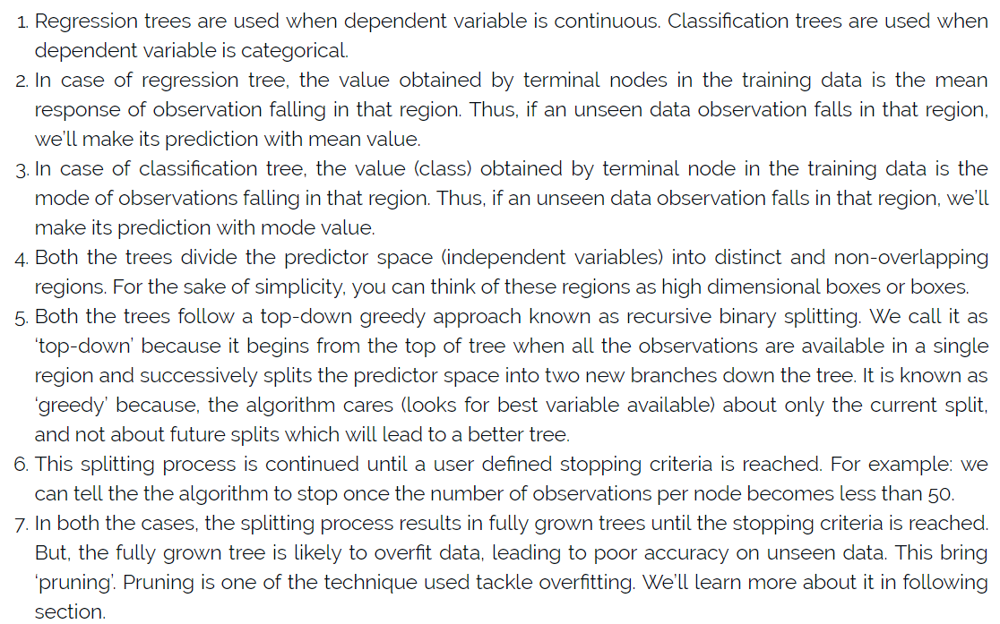 1. Regression trees are used when dependent variable is continuous. Classification trees are used when
dependent variable is categorical.
2. In case of regression tree, the value obtained by terminal nodes in the training data is the mean
response of observation falling in that region. Thus, if an unseen data observation falls in that region,
we'll make its prediction with mean value.
3. In case of classification tree, the value (class) obtained by terminal node in the training data is the
mode of observations falling in that region. Thus, if an unseen data observation falls in that region, we'll
make its prediction with mode value.
4. Both the trees divide the predictor space (independent variables) into distinct and non-overlapping
regions. For the sake of simplicity, you can think of these regions as high dimensional boxes or boxes.
5. Both the trees follow a top-down greedy approach known as recursive binary splitting. We call it as
'top-down' because it begins from the top of tree when all the observations are available in a single
region and successively splits the predictor space into two new branches down the tree. It is known as
'greedy' because, the algorithm cares (looks for best variable available) about only the current split,
and not about future splits which will lead to a better tree.
6. This splitting process is continued until a user defined stopping criteria is reached. For example: we
can tell the the algorithm to stop once the number of observations per node becomes less than 50.
7. In both the cases, the splitting process results in fully grown trees until the stopping criteria is reached.
But, the fully grown tree is likely to overfit data, leading to poor accuracy on unseen data. This bring
'pruning'. Pruning is one of the technique used tackle overfitting. We'll learn more about it in following
section.